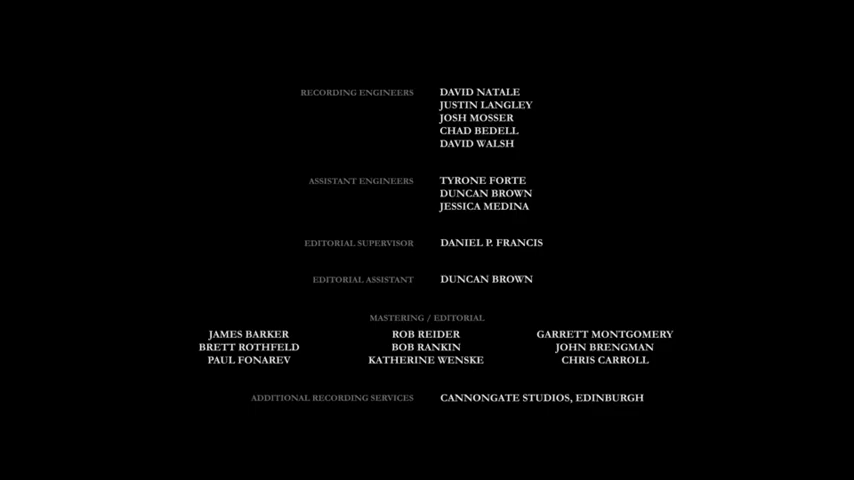 RECORDING ENGINEERS DAVID NATALE
JUSTIN LANGLEY
JOSH MOSSER
CHAD BEDELL
DAVID WALSH
ASSISTANT ENGINEERS TYRONE FORTE
DUNCAN BROWN
JESSICA MEDINA
EDITORIAL SUPERVISOR DANIEL P. FRANCIS
EDITORIAL ASSISTANT DUNCAN BROWN
MASTERING / EDITORIAL
JAMES BARKER ROB REIDER GARRETT MONTGOMERY
BRETT ROTHFELD BOB RANKIN JOHN BRENGMAN
PAUL FONAREV KATHERINE WENSKE CHRIS CARROLL
ADDITIONAL RECORDING SERVICES CANNONGATE STUDIOS, EDINBURGH